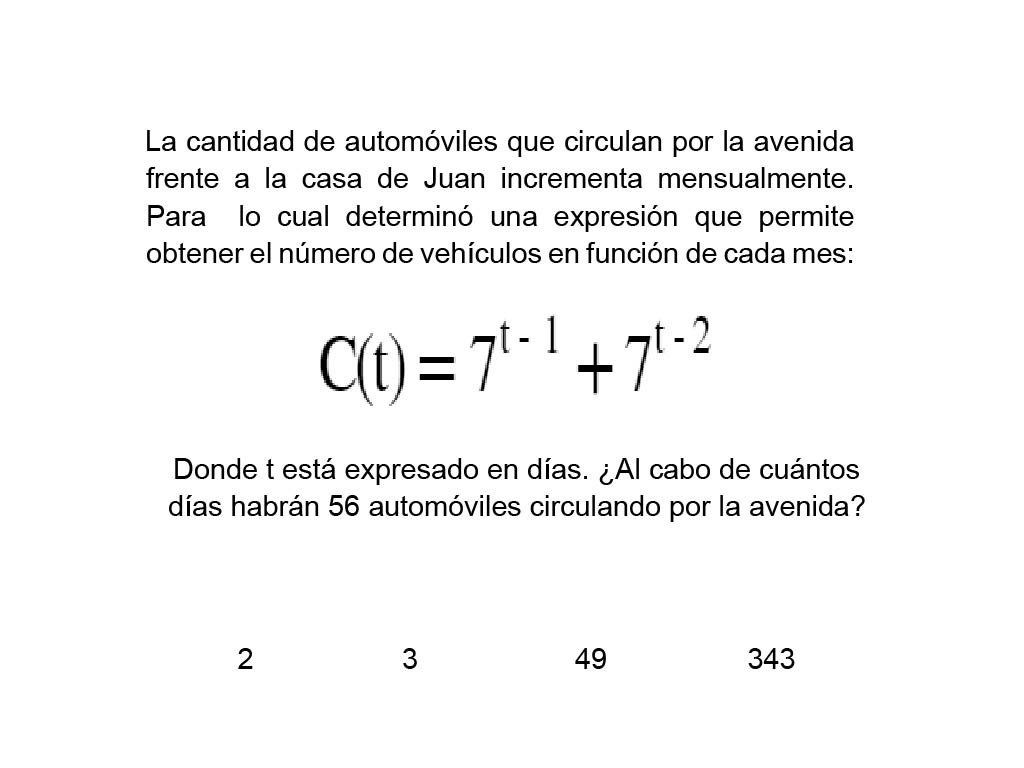 La cantidad de automóviles que circulan por la avenida
frente a la casa de Juan incrementa mensualmente.
Para lo cual determinó una expresión que permite
obtener el número de vehículos en función de cada mes:
C(t) = 7^{t - 1} + 7^{t - 2}
Donde t está expresado en días. ¿Al cabo de cuántos
días habrán 56 automóviles circulando por la avenida?
2 3 49 343